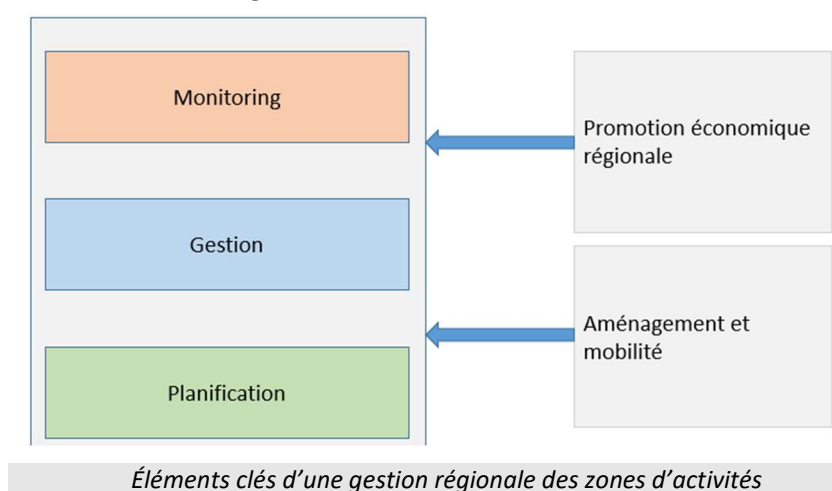 Monitoring
Promotion économique
régionale
Gestion
Aménagement et
mobilité
Planification
Éléments clés d’une gestion régionale des zones d’activités